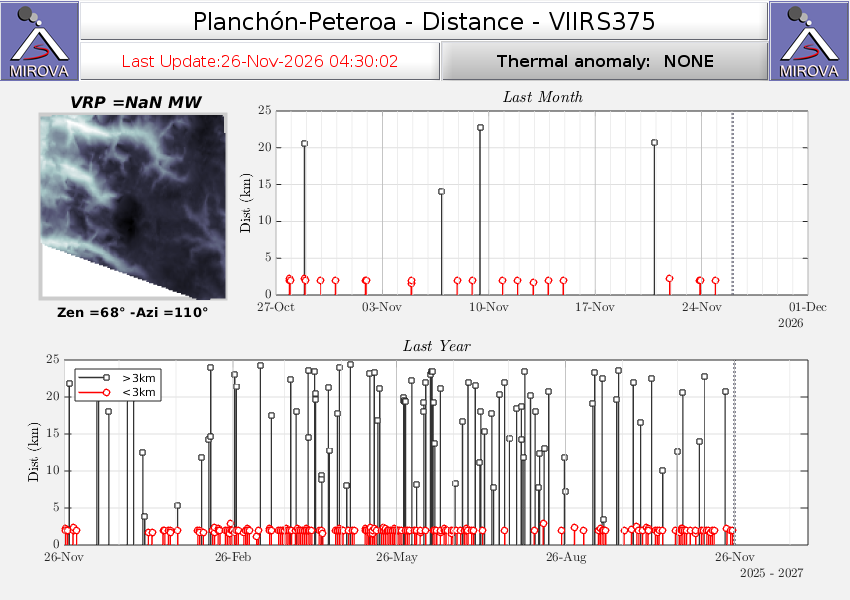 MIROVA
Planchón-Peteroa - Distance - VIIRS375
MIROVA
Last Update:26-Nov-2026 04:30:02
Thermal anomaly: NONE
VRP =NaN MW
Zen =68° -Azi =110°
Last Month
Dist (km)
25
20
15
10
5
0
27-Oct
03-Nov
10-Nov
17-Nov
24-Nov
01-Dec
2026
Last Year
Dist (km)
25
20
15
10
5
0
>3km
<3km
26-Nov
26-Feb
26-May
26-Aug
26-Nov
2025 - 2027